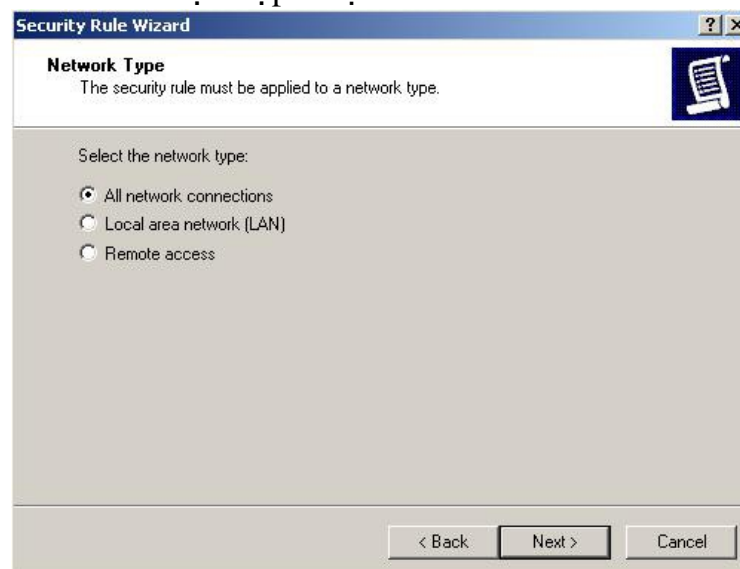 Security Rule Wizard
Network Type
The security rule must be applied to a network type.
Select the network type:
All network connections
Local area network (LAN)
Remote access
< Back Next > Cancel